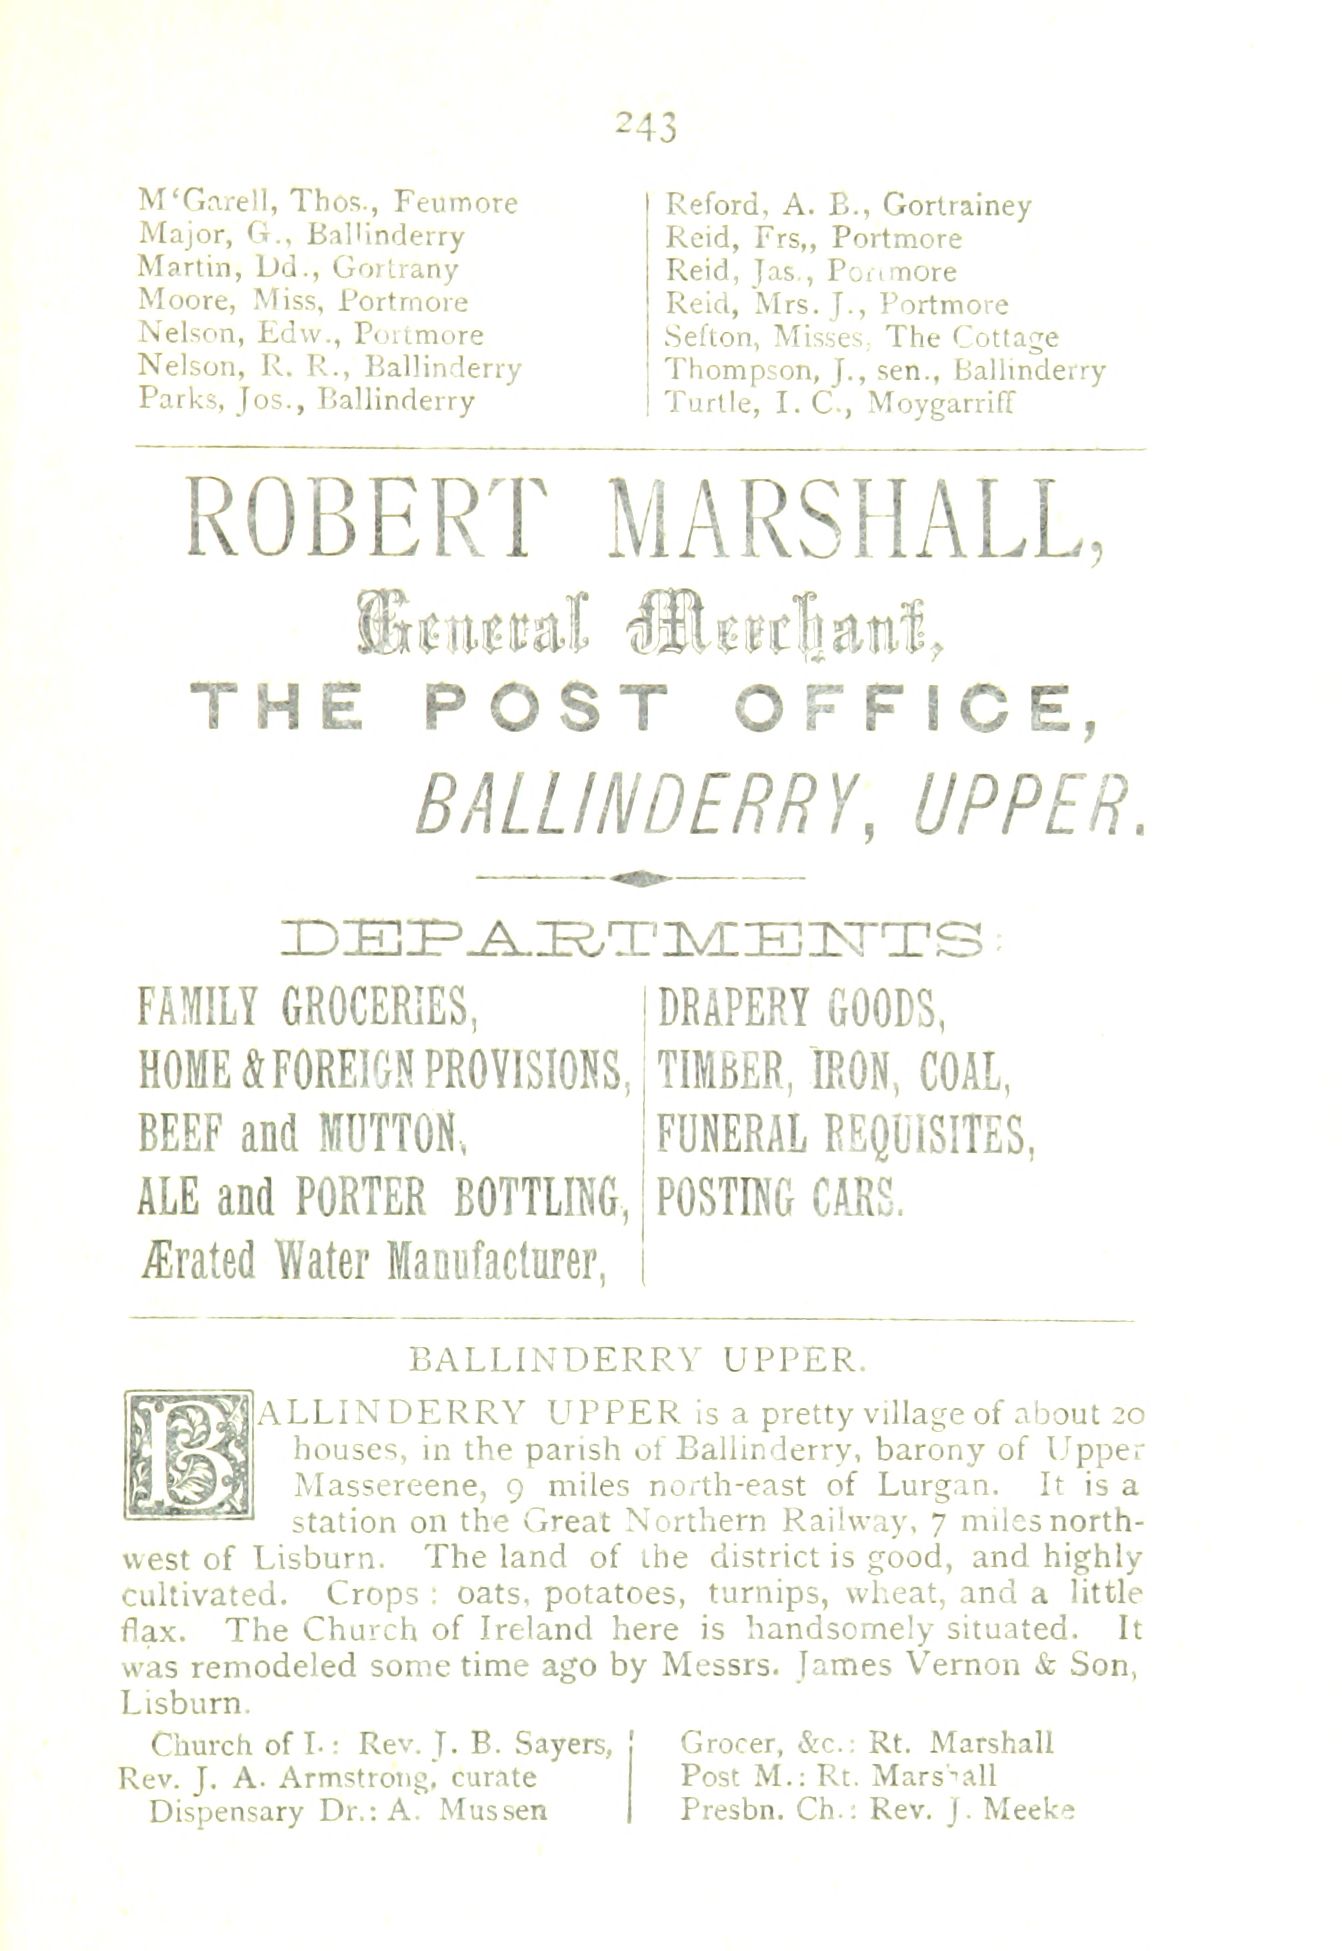 243
M‘Garell, Thos., Feumore
Major, G., Ballinderry
Martin, Dd., Gortrany
Moore, Miss, Portmore
Nelson, Edw., Portmore
Nelson, R. R., Ballinderry
Parks, Jos., Ballinderry
Reford, A. B., Gortrainey
Reid, Frs,, Portmore
Reid, Jas., Portmore
Reid, Mrs. J., Portmore
Sefton, Misses, The Cottage
Thompson, J., sen., Ballinderry
Turtle, I. C., Moygarriff
ROBERT MARSHALL,
General Merchant,
THE POST OFFICE,
BALLINDERRY, UPPER.
DEPARTMENTS:
FAMILY GROCERIES,
HOME & FOREIGN PROVISIONS,
BEEF and MUTTON,
ALE and PORTER BOTTLING,
Ærated Water Manufacturer,
DRAPERY GOODS,
TIMBER, IRON, COAL,
FUNERAL REQUISITES,
POSTING CARS.
BALLINDERRY UPPER.
BALLINDERRY UPPER is a pretty village of about 20
houses, in the parish of Ballinderry, barony of Upper
Massereene, 9 miles north-east of Lurgan. It is a
station on the Great Northern Railway, 7 miles north-
west of Lisburn. The land of the district is good, and highly
cultivated. Crops : oats, potatoes, turnips, wheat, and a little
flax. The Church of Ireland here is handsomely situated. It
was remodeled some time ago by Messrs. James Vernon & Son,
Lisburn.
Church of I. : Rev. J. B. Sayers,
Rev. J. A. Armstrong, curate
Dispensary Dr.: A. Mussen
Grocer, &c.: Rt. Marshall
Post M.: Rt. Marshall
Presbn. Ch.: Rev. J. Meeke